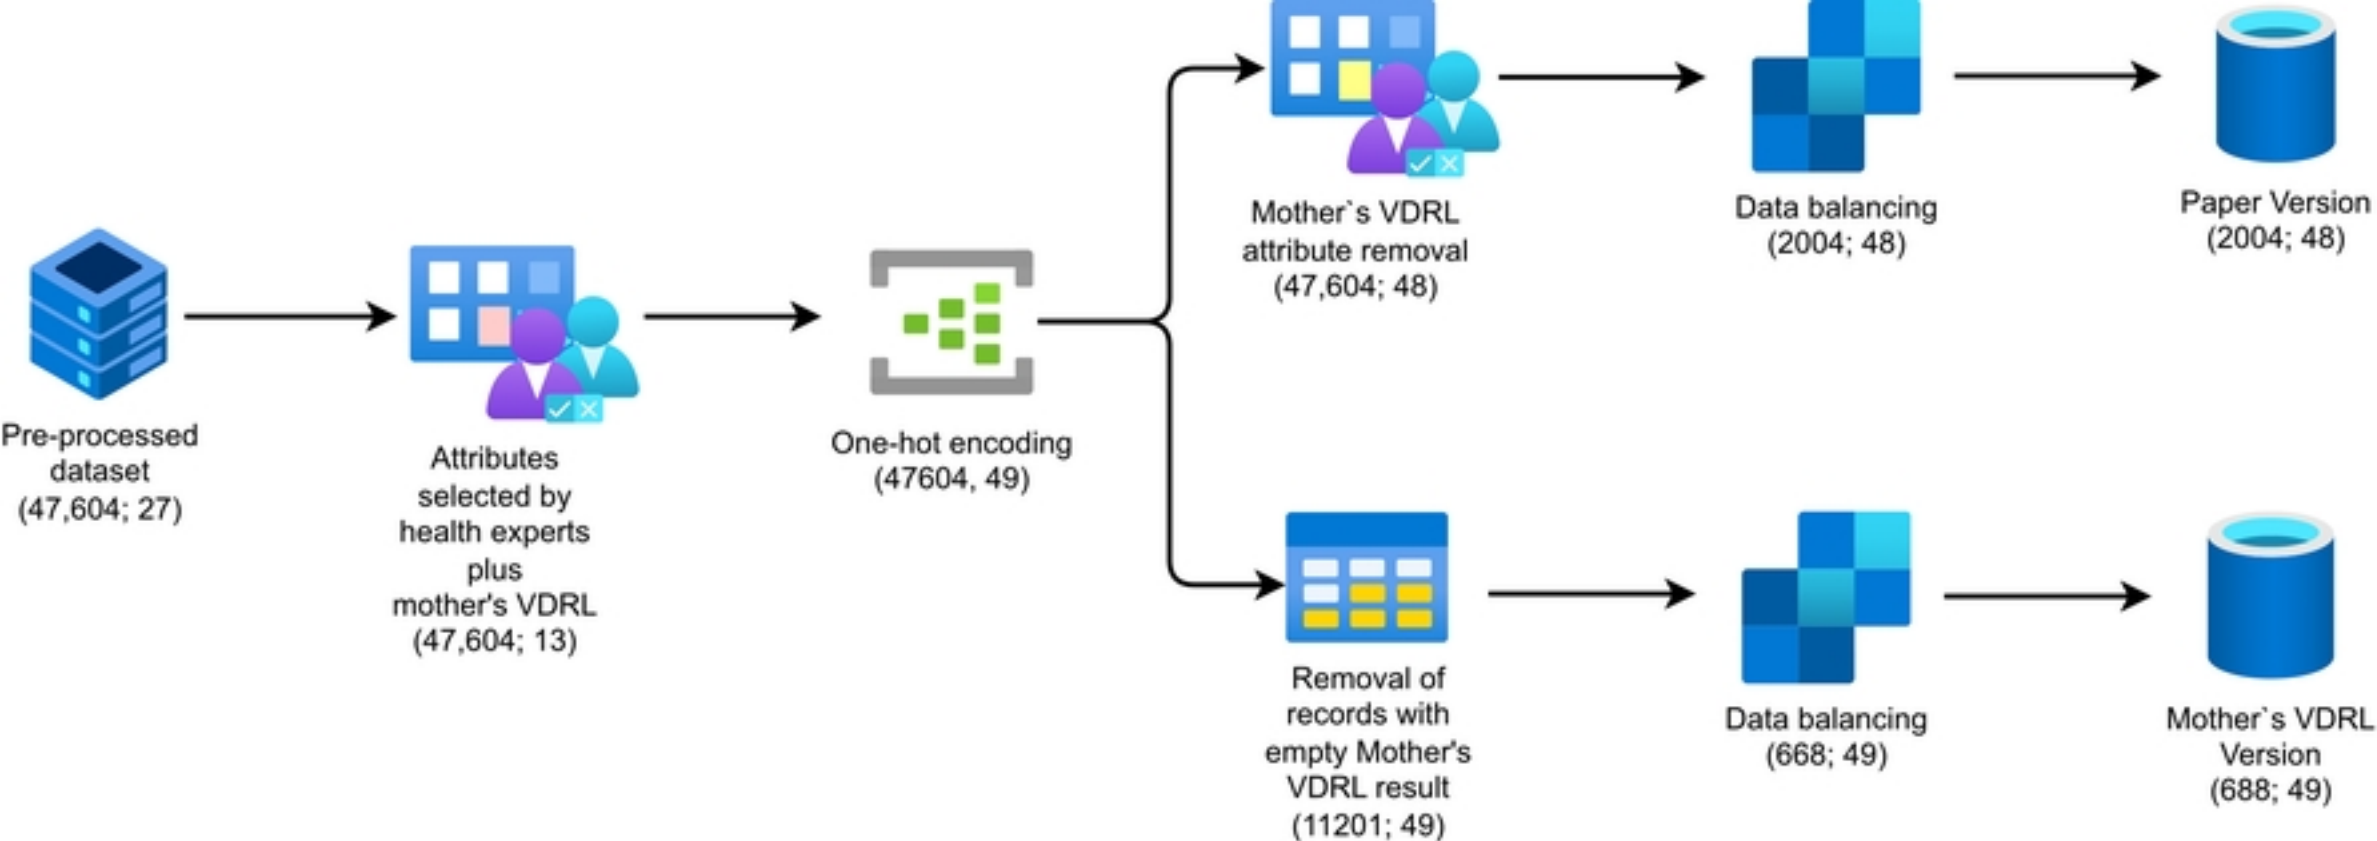 Pre-processed
dataset
(47,604; 27)
Attributes
selected by
health experts
plus
mother's VDRL
(47,604; 13)
One-hot encoding
(47604, 49)
Mother`s VDRL
attribute removal
(47,604; 48)
Data balancing
(2004; 48)
Paper Version
(2004; 48)
Removal of
records with
empty Mother's
VDRL result
(11201; 49)
Data balancing
(668; 49)
Mother`s VDRL
Version
(688; 49)